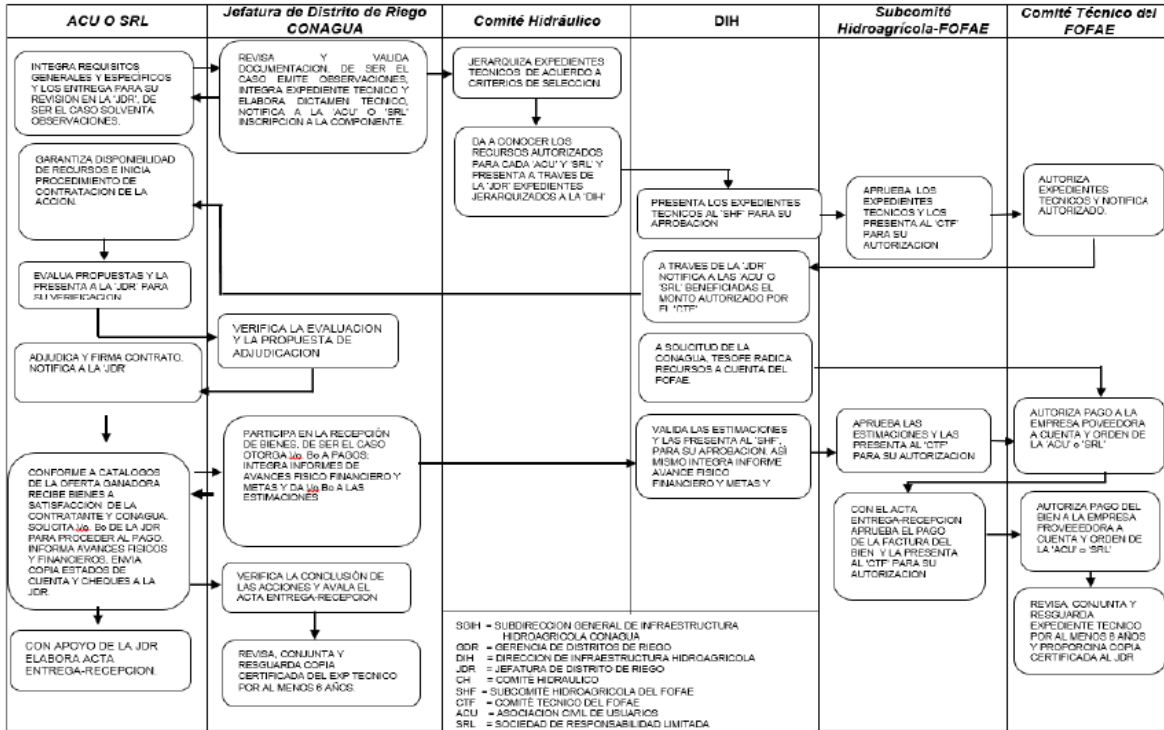 ACU O SRL
Jefatura de Distrito de Riego
CONAGUA
Comité Hidráulico
DIH
Subcomité
Hidroagrícola-FOFAE
Comité Técnico del
FOFAE
INTEGRA REQUISITOS
GENERALES Y ESPECÍFICOS
Y LOS ENTREGA PARA SU
REVISION EN LA 'JDR', DE
SER EL CASO SOLVENTA
OBSERVACIONES.
REVISA Y VALIDA
DOCUMENTACION, DE SER EL
CASO EMITE OBSERVACIONES,
INTEGRA EXPEDIENTE TECNICO Y
ELABORA DICTAMEN TECNICO,
NOTIFICA A LA 'ACU' O 'SRL'
INSCRIPCION A LA COMPONENTE.
JERARQUIZA EXPEDIENTES
TECNICOS DE ACUERDO A
CRITERIOS DE SELECCION.
DA A CONOCER LOS
RECURSOS AUTORIZADOS
PARA CADA 'ACU' Y 'SRL' Y
PRESENTA A TRAVES DE
LA 'JDR' EXPEDIENTES
JERARQUIZADOS A LA 'DIH'
PRESENTA LOS EXPEDIENTES
TECNICOS AL 'SHF' PARA SU
APROBACION
APRUEBA LOS
EXPEDIENTES
TECNICOS Y LOS
PRESENTA AL 'CTF'
PARA SU
AUTORIZACION
AUTORIZA
EXPEDIENTES
TECNICOS Y NOTIFICA
AUTORIZADO.
GARANTIZA DISPONIBILIDAD
DE RECURSOS E INICIA
PROCEDIMIENTO DE
CONTRATACION DE LA
ACCION.
A TRAVES DE LA 'JDR'
NOTIFICA A LAS 'ACU' O
'SRL' BENEFICIADAS EL
MONTO AUTORIZADO POR
EL 'CTF'
EVALUA PROPUESTAS Y LA
PRESENTA A LA 'JDR' PARA
SU VERIFICACION
VERIFICA LA EVALUACION
Y LA PROPUESTA DE
ADJUDICACION
ADJUDICA Y FIRMA CONTRATO.
NOTIFICA A LA 'JDR'
A SOLICITUD DE LA
CONAGUA, TESOFE RADICA
RECURSOS A CUENTA DEL
FOFAE.
CONFORME A CATALOGOS
DE LA OFERTA GANADORA
RECIBE BIENES A
SATISFACCION DE LA
CONTRATANTE Y CONAGUA.
SOLICITA Vo. Bo DE LA JDR
PARA PROCEDER AL PAGO.
INFORMA AVANCES FISICOS
Y FINANCIEROS, ENVIA
COPIA ESTADOS DE
CUENTA Y CHEQUES A LA
JDR.
PARTICIPA EN LA RECEPCIÓN
DE BIENES, DE SER EL CASO
OTORGA Vo. Bo A PAGOS;
INTEGRA INFORMES DE
AVANCES FISICO FINANCIERO Y
METAS Y DA Vo Bo A LAS
ESTIMACIONES
VALIDA LAS ESTIMACIONES
Y LAS PRESENTA AL 'SHF',
PARA SU APROBACION, ASÍ
MISMO INTEGRA INFORME
AVANCE FISICO
FINANCIERO Y METAS Y
APRUEBA LAS
ESTIMACIONES Y LAS
PRESENTA AL 'CTF'
PARA SU AUTORIZACION
AUTORIZA PAGO A LA
EMPRESA POVEEDORA
A CUENTA Y ORDEN DE
LA 'ACU' o 'SRL'
CON EL ACTA
ENTREGA-RECEPCION
APRUEBA EL PAGO
DE LA FACTURA DEL
BIEN Y LA PRESENTA
AL 'CTF' PARA SU
AUTORIZACION
AUTORIZA PAGO DEL
BIEN A LA EMPRESA
PROVEEEDORA A
CUENTA Y ORDEN DE
LA 'ACU' o 'SRL'
VERIFICA LA CONCLUSIÓN DE
LAS ACCIONES Y AVALA EL
ACTA ENTREGA-RECEPCION
CON APOYO DE LA JDR
ELABORA ACTA
ENTREGA-RECEPCION.
REVISA, CONJUNTA Y
RESGUARDA COPIA
CERTIFICADA DEL EXP TECNICO
POR AL MENOS 6 AÑOS.
REVISA, CONJUNTA Y
RESGUARDA
EXPEDIENTE TECNICO
POR AL MENOS 6 AÑOS
Y PROPORCINA COPIA
CERTIFICADA AL JDR
SGIH = SUBDIRECCION GENERAL DE INFRAESTRUCTURA
HIDROAGRICOLA CONAGUA
GDR = GERENCIA DE DISTRITOS DE RIEGO
DIH = DIRECCION DE INFRAESTRUCTURA HIDROAGRICOLA
JDR = JEFATURA DE DISTRITO DE RIEGO
CH = COMITÉ HIDRAULICO
SHF = SUBCOMITÉ HIDROAGRICOLA DEL FOFAE
CTF = COMITÉ TECNICO DEL FOFAE
ACU = ASOCIACION CIVIL DE USUARIOS
SRL = SOCIEDAD DE RESPONSABILIDAD LIMITADA